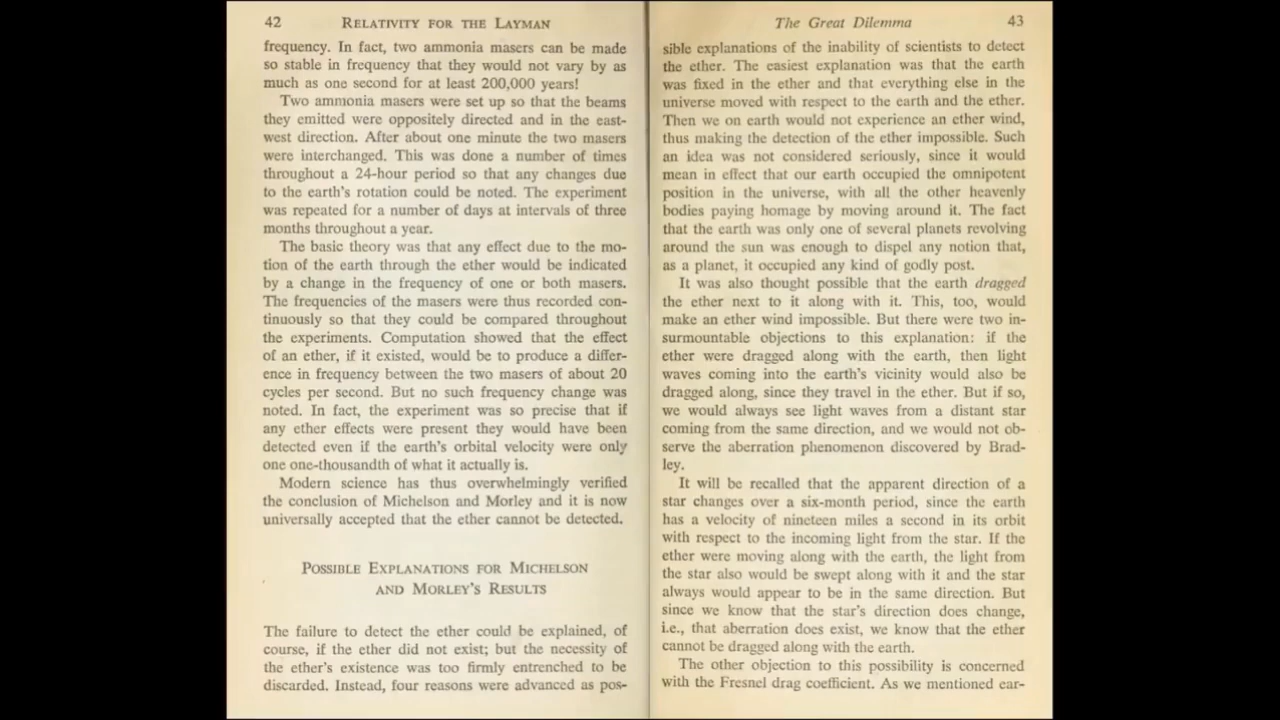 42 RELATIVITY FOR THE LAYMAN
frequency. In fact, two ammonia masers can be made
so stable in frequency that they would not vary by as
much as one second for at least 200,000 years!
Two ammonia masers were set up so that the beams
they emitted were oppositely directed and in the east-
west direction. After about one minute the two masers
were interchanged. This was done a number of times
throughout a 24-hour period so that any changes due
to the earth's rotation could be noted. The experiment
was repeated for a number of days at intervals of three
months throughout a year.
The basic theory was that any effect due to the mo-
tion of the earth through the ether would be indicated
by a change in the frequency of one or both masers.
The frequencies of the masers were thus recorded con-
tinuously so that they could be compared throughout
the experiments. Computation showed that the effect
of an ether, if it existed, would be to produce a differ-
ence in frequency between the two masers of about 20
cycles per second. But no such frequency change was
noted. In fact, the experiment was so precise that if
any ether effects were present they would have been
detected even if the earth's orbital velocity were only
one one-thousandth of what it actually is.
Modern science has thus overwhelmingly verified
the conclusion of Michelson and Morley and it is now
universally accepted that the ether cannot be detected.
POSSIBLE EXPLANATIONS FOR MICHELSON
AND MORLEY'S RESULTS
The failure to detect the ether could be explained, of
course, if the ether did not exist; but the necessity of
the ether's existence was too firmly entrenched to be
discarded. Instead, four reasons were advanced as pos-
The Great Dilemma 43
sible explanations of the inability of scientists to detect
the ether. The easiest explanation was that the earth
was fixed in the ether and that everything else in the
universe moved with respect to the earth and the ether.
Then we on earth would not experience an ether wind,
thus making the detection of the ether impossible. Such
an idea was not considered seriously, since it would
mean in effect that our earth occupied the omnipotent
position in the universe, with all the other heavenly
bodies paying homage by moving around it. The fact
that the earth was only one of several planets revolving
around the sun was enough to dispel any notion that,
as a planet, it occupied any kind of godly post.
It was also thought possible that the earth dragged
the ether next to it along with it. This, too, would
make an ether wind impossible. But there were two in-
surmountable objections to this explanation: if the
ether were dragged along with the earth, then light
waves coming into the earth's vicinity would also be
dragged along, since they travel in the ether. But if so,
we would always see light waves from a distant star
coming from the same direction, and we would not ob-
serve the aberration phenomenon discovered by Brad-
ley.
It will be recalled that the apparent direction of a
star changes over a six-month period, since the earth
has a velocity of nineteen miles a second in its orbit
with respect to the incoming light from the star. If the
ether were moving along with the earth, the light from
the star also would be swept along with it and the star
always would appear to be in the same direction. But
since we know that the star's direction does change,
i.e., that aberration does exist, we know that the ether
cannot be dragged along with the earth.
The other objection to this possibility is concerned
with the Fresnel drag coefficient. As we mentioned ear-